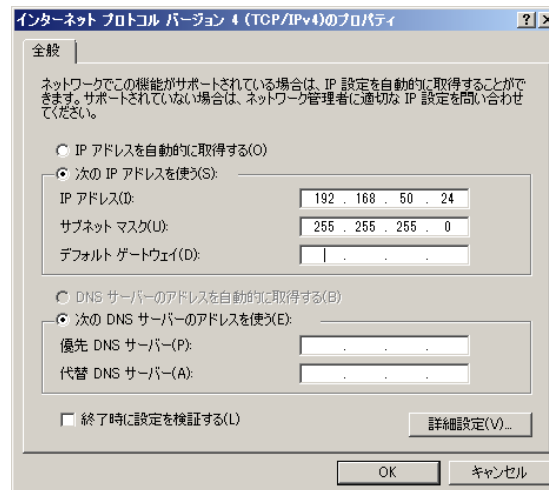 インターネット プロトコル バージョン 4 (TCP/IPv4)のプロパティ
全般
ネットワークでこの機能がサポートされている場合は、IP 設定を自動的に取得することがで
きます。サポートされていない場合は、ネットワーク管理者に適切な IP 設定を問い合わせ
てください。
IP アドレスを自動的に取得する(O)
次の IP アドレスを使う(S):
IP アドレス(I): 192 . 168 . 50 . 24
サブネット マスク(U): 255 . 255 . 255 . 0
デフォルト ゲートウェイ(D): . . .
DNS サーバーのアドレスを自動的に取得する(B)
次の DNS サーバーのアドレスを使う(E):
優先 DNS サーバー(P): . . .
代替 DNS サーバー(A): . . .
終了時に設定を検証する(L)
詳細設定(V)...
OK キャンセル